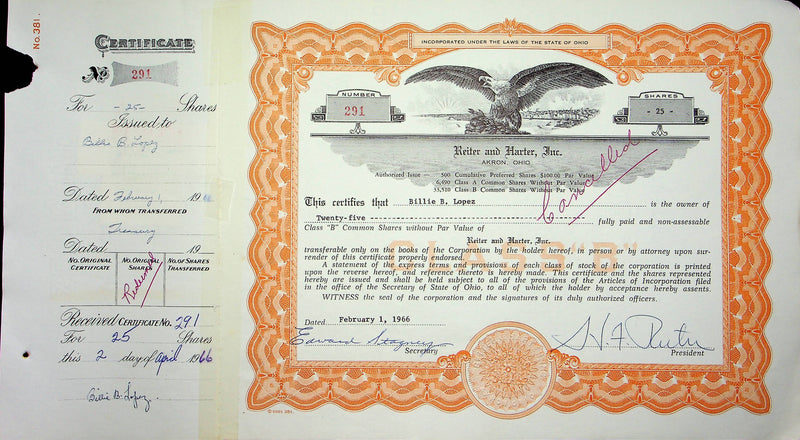 No. 381.
CERTIFICATE
No 291
For - 25 - Shares
Issued to
Billie B. Lopez
Dated February 1, 19
FROM WHOM TRANSFERRED
Treasury
Dated 19
NO. ORIGINAL CERTIFICATE
NO. ORIGINAL SHARES
NO. OF SHARES TRANSFERRED
Redeemed
Received CERTIFICATE NO. 291
For 25 Shares
this 2 day of April 1966
Billie B. Lopez.
INCORPORATED UNDER THE LAWS OF THE STATE OF OHIO
NUMBER
291
SHARES
- 25 -
Reiter and Harter, Inc.
AKRON, OHIO
Authorized Issue — 500 Cumulative Preferred Shares $100.00 Par Value
6,490 Class A Common Shares Without Par Value
Class B Common Shares Without Par Value
Cancelled
This certifies that Billie B. Lopez is the owner of
Twenty-five fully paid and non-assessable
Class "B" Common Shares without Par Value of
CLASS "B"
Reiter and Harter, Inc.
transferable only on the book of the Corporation by the holder hereof, in person or by attorney upon sur-
render of this certificate properly endorsed.
A statement of the express terms and provisions of each class of stock of the corporation is printed
upon the reverse hereof, and reference thereto is hereby made. This certificate and the shares represented
hereby are issued and shall be held subject to all of the provisions of the Articles of Incorporation filed
in the office of the Secretary of State of Ohio, to all of which the holder by acceptance hereby assents.
WITNESS the seal of the corporation and the signatures of its duly authorized officers.
Dated February 1, 1966
Edward Stagney
Secretary
H. F. Reiter
President